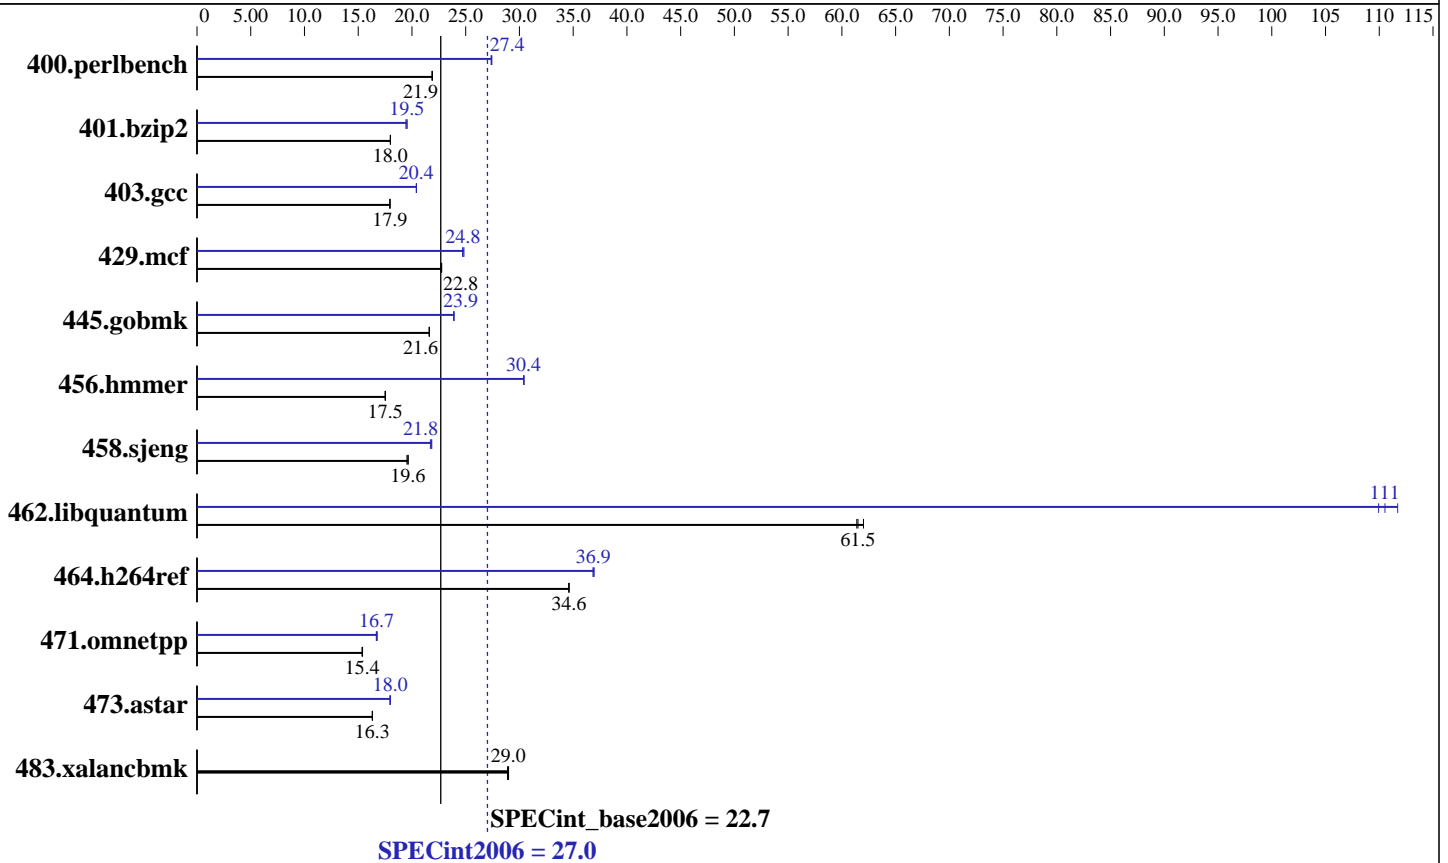 0 5.00 10.0 15.0 20.0 25.0 30.0 35.0 40.0 45.0 50.0 55.0 60.0 65.0 70.0 75.0 80.0 85.0 90.0 95.0 100 105 110 115
27.4
400.perlbench
21.9
19.5
401.bzip2
18.0
20.4
403.gcc
17.9
24.8
429.mcf
22.8
23.9
445.gobmk
21.6
30.4
456.hmmer
17.5
21.8
458.sjeng
19.6
111
462.libquantum
61.5
36.9
464.h264ref
34.6
16.7
471.omnetpp
15.4
18.0
473.astar
16.3
29.0
483.xalancbmk
SPECint_base2006 = 22.7
SPECint2006 = 27.0